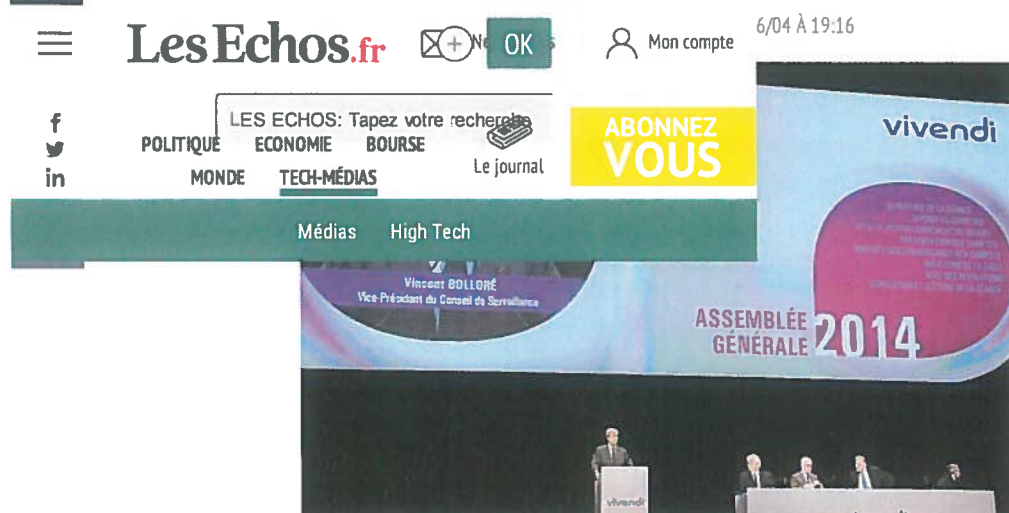 LesEchos.fr
OK
Mon compte
6/04 À 19:16
LES ECHOS: Tapez votre recherche
ABONNEZ
VOUS
POLITIQUE ECONOMIE BOURSE
Le journal
MONDE TECH-MÉDIAS
f
in
Médias High Tech
vivendi
Vincent BOLLORÉ
Vice-Président du Conseil de Surveillance
ASSEMBLÉE
GÉNÉRALE 2014
vivendi